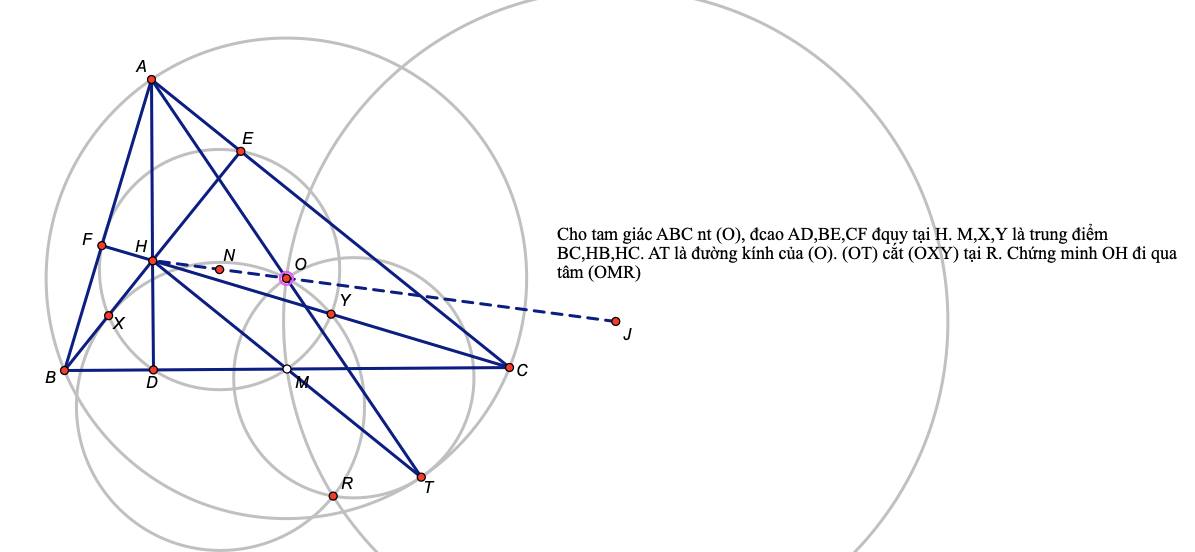 A
E
F
H
N
O
Y
X
J
Cho tam giác ABC nt (O), đcao AD,BE,CF đquy tại H. M,X,Y là trung điểm
BC,HB,HC. AT là đường kính của (O). (OT) cắt (OXY) tại R. Chứng minh OH đi qua
tâm (OMR)
B
D
M
C
R
T